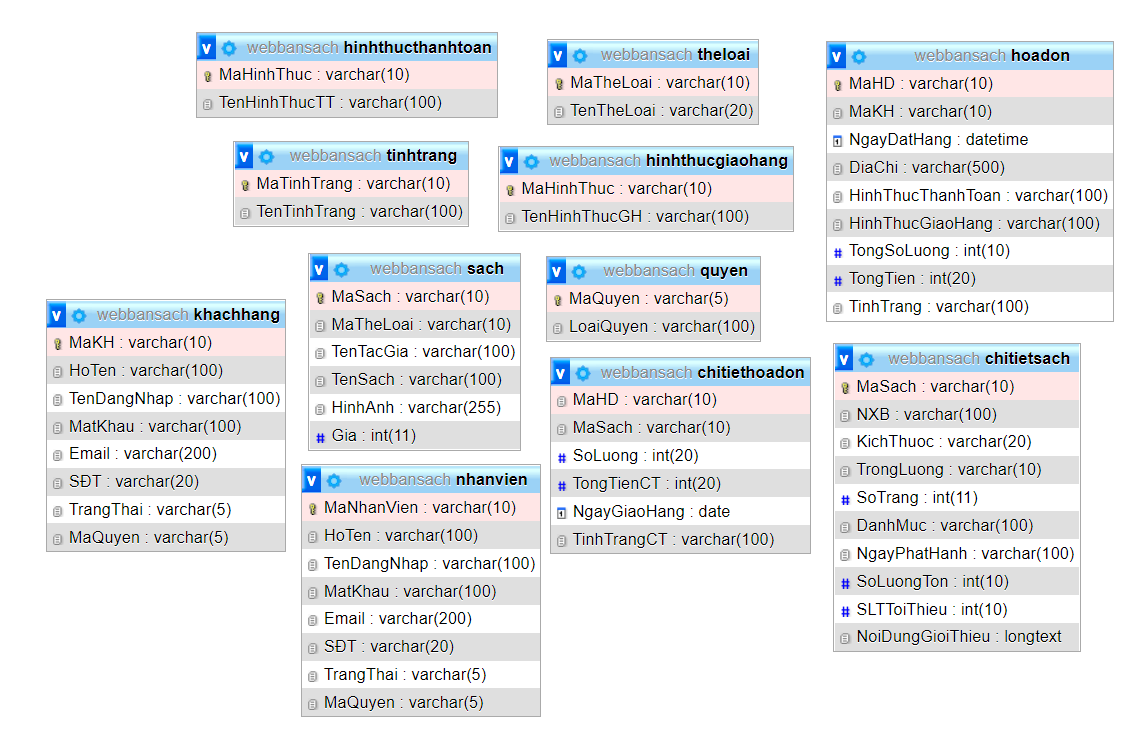 webbansach hinhthucthanhtoan
MaHinhThuc : varchar(10)
TenHinhThucTT : varchar(100)
webbansach theloai
MaTheLoai : varchar(10)
TenTheLoai : varchar(20)
webbansach hoadon
MaHD : varchar(10)
MaKH : varchar(10)
NgayDatHang : datetime
DiaChi : varchar(500)
HinhThucThanhToan : varchar(100)
HinhThucGiaoHang : varchar(100)
TongSoLuong : int(10)
TongTien : int(20)
TinhTrang : varchar(100)
webbansach tinhtrang
MaTinhTrang : varchar(10)
TenTinhTrang : varchar(100)
webbansach hinhthucgiaohang
MaHinhThuc : varchar(10)
TenHinhThucGH : varchar(100)
webbansach sach
MaSach : varchar(10)
MaTheLoai : varchar(10)
TenTacGia : varchar(100)
TenSach : varchar(100)
HinhAnh : varchar(255)
Gia : int(11)
webbansach quyen
MaQuyen : varchar(5)
LoaiQuyen : varchar(100)
webbansach khachhang
MaKH : varchar(10)
HoTen : varchar(100)
TenDangNhap : varchar(100)
MatKhau : varchar(100)
Email : varchar(200)
SĐT : varchar(20)
TrangThai : varchar(5)
MaQuyen : varchar(5)
webbansach chitiethoadon
MaHD : varchar(10)
MaSach : varchar(10)
SoLuong : int(20)
TongTienCT : int(20)
NgayGiaoHang : date
TinhTrangCT : varchar(100)
webbansach chitietsach
MaSach : varchar(10)
NXB : varchar(100)
KichThuoc : varchar(20)
TrongLuong : varchar(10)
SoTrang : int(11)
DanhMuc : varchar(100)
NgayPhatHanh : varchar(100)
SoLuongTon : int(10)
SLTToiThieu : int(10)
NoiDungGioiThieu : longtext
webbansach nhanvien
MaNhanVien : varchar(10)
HoTen : varchar(100)
TenDangNhap : varchar(100)
MatKhau : varchar(100)
Email : varchar(200)
SĐT : varchar(20)
TrangThai : varchar(5)
MaQuyen : varchar(5)